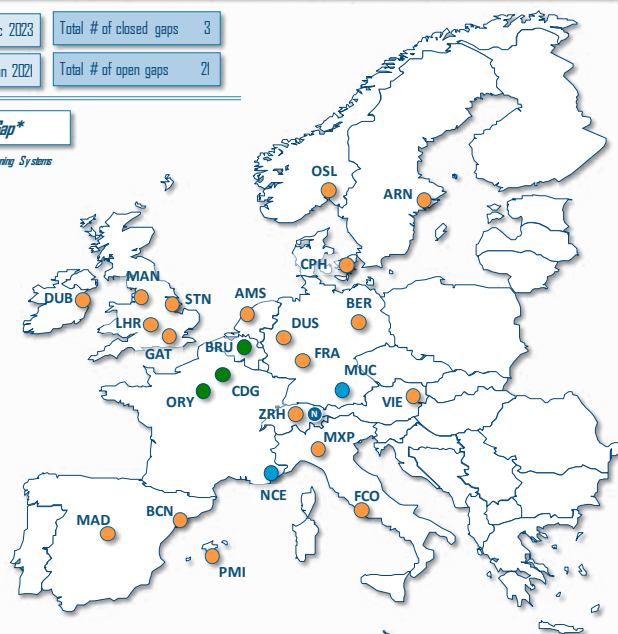 c 2023
Total # of closed gaps 3
n 2021
Total # of open gaps 21
Gap*
ning Systems
OSL
ARN
CPH
MAN
DUB
STN
AMS
BER
LHR
DUS
GAT
BRU
FRA
MUC
CDG
ORY
VIE
ZRH
N
MXP
NCE
FCO
BCN
MAD
PMI